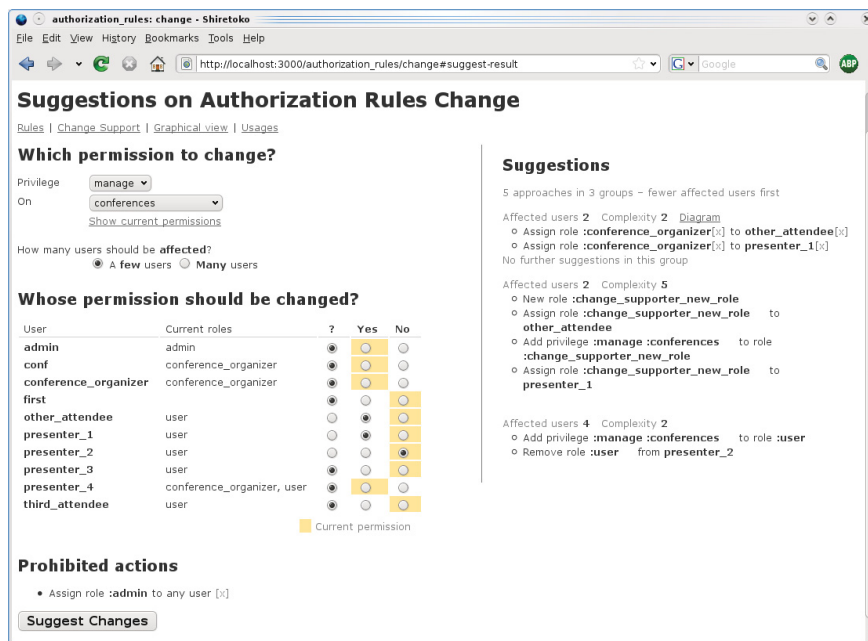 authorization_rules: change - Shiretoko
File Edit View History Bookmarks Tools Help
http://localhost:3000/authorization_rules/change#suggest-result
G Google
ABP
Suggestions on Authorization Rules Change
Rules | Change Support | Graphical view | Usages
Which permission to change?
Privilege manage
On conferences
Show current permissions
How many users should be affected?
A few users Many users
Whose permission should be changed?
User Current roles ? Yes No
admin admin
conf conference_organizer
conference_organizer conference_organizer
first
other_attendee user
presenter_1 user
presenter_2 user
presenter_3 user
presenter_4 conference_organizer, user
third_attendee user
Current permission
Prohibited actions
• Assign role :admin to any user [x]
Suggest Changes
Suggestions
5 approaches in 3 groups – fewer affected users first
Affected users 2 Complexity 2 Diagram
Assign role :conference_organizer[x] to other_attendee[x]
Assign role :conference_organizer[x] to presenter_1[x]
No further suggestions in this group
Affected users 2 Complexity 5
New role :change_supporter_new_role
Assign role :change_supporter_new_role to
other_attendee
Add privilege :manage :conferences to role
:change_supporter_new_role
Assign role :change_supporter_new_role to
presenter_1
Affected users 4 Complexity 2
Add privilege :manage :conferences to role :user
Remove role :user from presenter_2